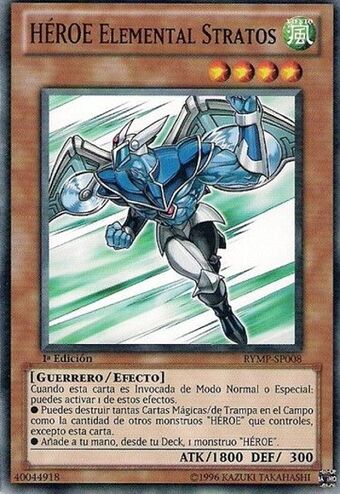 HÉROE ELEMENTAL STRATOS
VIENTO
風
1ª Edición
RYMP-SP008
[GUERRERO/EFECTO]
Cuando esta carta es Invocada de Modo Normal o Especial:
puedes activar 1 de estos efectos.
● Puedes destruir tantas Cartas Mágicas/de Trampa en el Campo
como la cantidad de otros monstruos "HÉROE" que controles,
excepto esta carta.
● Añade a tu mano, desde tu Deck, 1 monstruo "HÉROE".
ATK/1800 DEF/ 300
40044918
©1996 KAZUKI TAKAHASHI